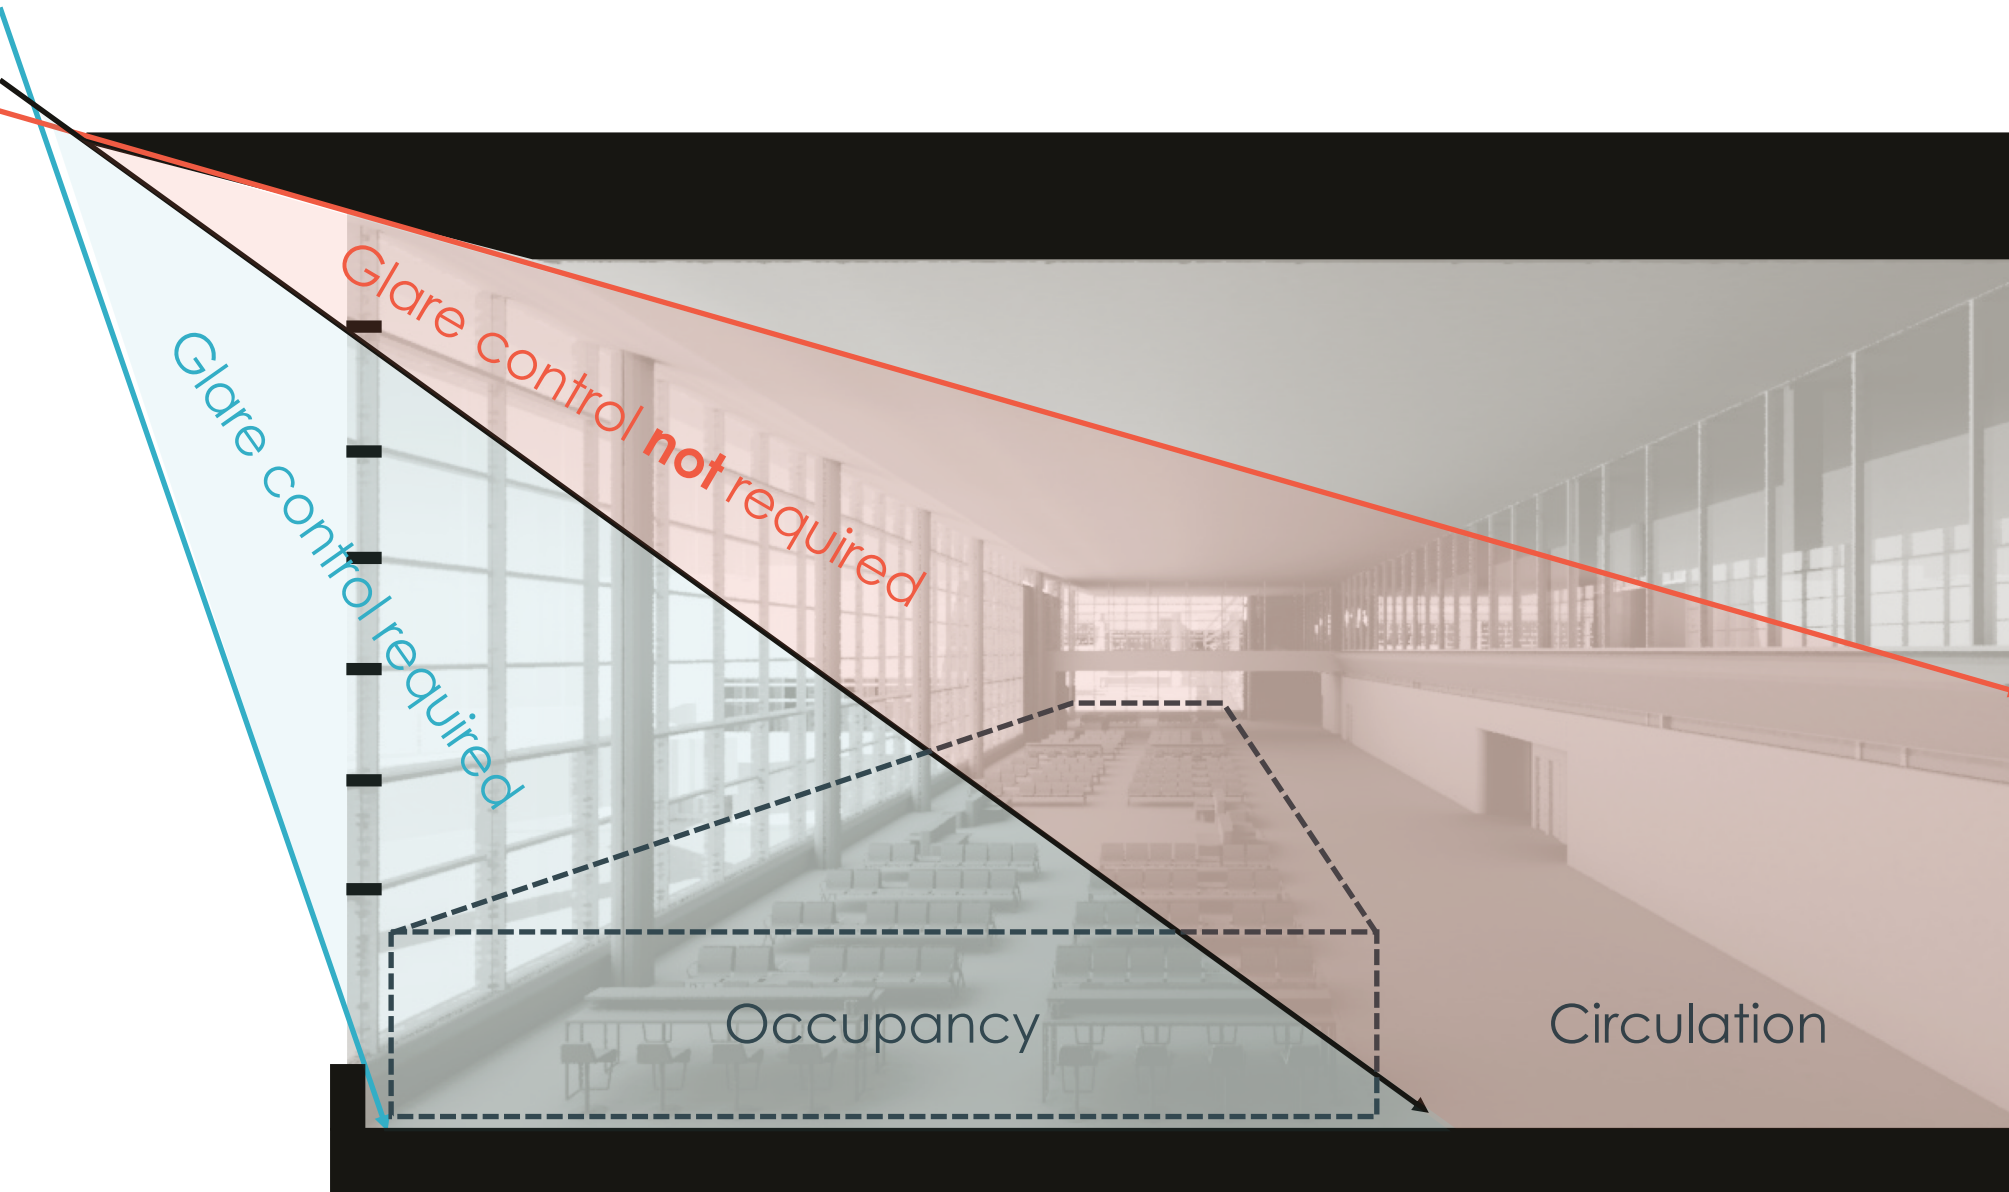 Glare control not required
Glare control required
Occupancy
Circulation